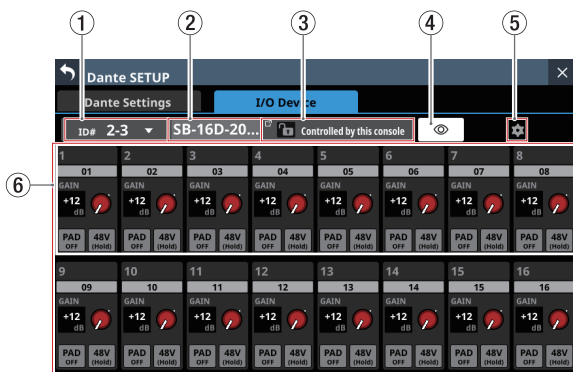 1 2 3 4 5
Dante SETUP
Dante Settings I/O Device
ID# 2-3 SB-16D-20... Controlled by this console
6
1 2 3 4 5 6 7 8
01 02 03 04 05 06 07 08
GAIN GAIN GAIN GAIN GAIN GAIN GAIN GAIN
+12 +12 +12 +12 +12 +12 +12 +12
dB dB dB dB dB dB dB dB
PAD 48V PAD 48V PAD 48V PAD 48V PAD 48V PAD 48V PAD 48V PAD 48V
OFF (Hold) OFF (Hold) OFF (Hold) OFF (Hold) OFF (Hold) OFF (Hold) OFF (Hold) OFF (Hold)
9 10 11 12 13 14 15 16
09 10 11 12 13 14 15 16
GAIN GAIN GAIN GAIN GAIN GAIN GAIN GAIN
+12 +12 +12 +12 +12 +12 +12 +12
dB dB dB dB dB dB dB dB
PAD 48V PAD 48V PAD 48V PAD 48V PAD 48V PAD 48V PAD 48V PAD 48V
OFF (Hold) OFF (Hold) OFF (Hold) OFF (Hold) OFF (Hold) OFF (Hold) OFF (Hold) OFF (Hold)